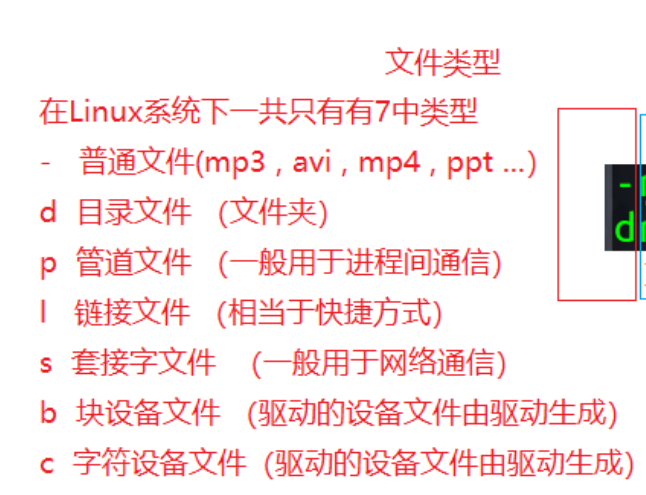 文件类型
在Linux系统下一共只有有7中类型
- 普通文件(mp3 , avi , mp4 , ppt ...)
d 目录文件 (文件夹)
p 管道文件 (一般用于进程间通信)
l 链接文件 (相当于快捷方式)
s 套接字文件 (一般用于网络通信)
b 块设备文件 (驱动的设备文件由驱动生成)
c 字符设备文件 (驱动的设备文件由驱动生成)
-
d